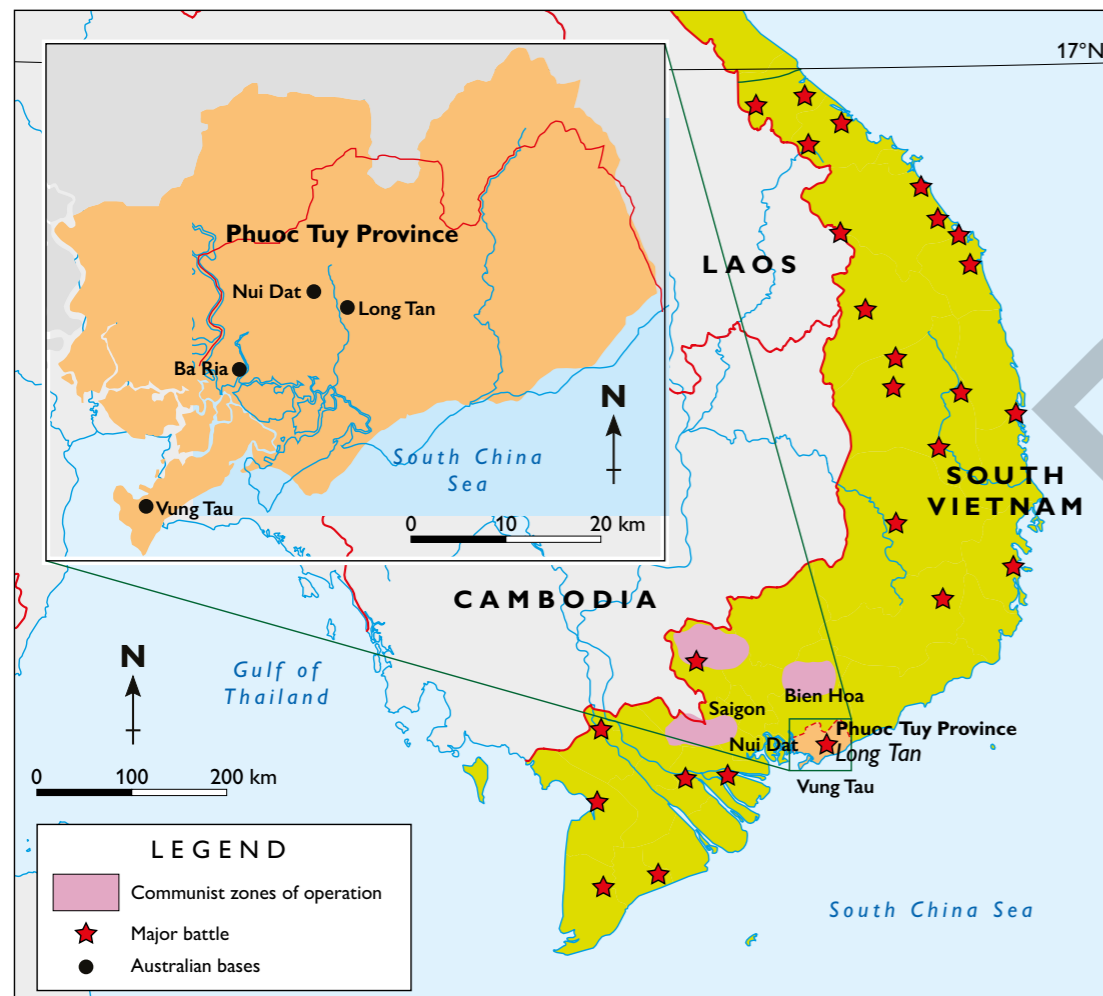 17°N
Phuoc Tuy Province
Nui Dat
Long Tan
Ba Ria
Vung Tau
N
South China
Sea
0 10 20 km
LAOS
SOUTH
VIETNAM
CAMBODIA
N
Gulf of
Thailand
0 100 200 km
Bien Hoa
Saigon
Nui Dat
Phuoc Tuy Province
Long Tan
Vung Tau
South China Sea
LEGEND
Communist zones of operation
Major battle
Australian bases